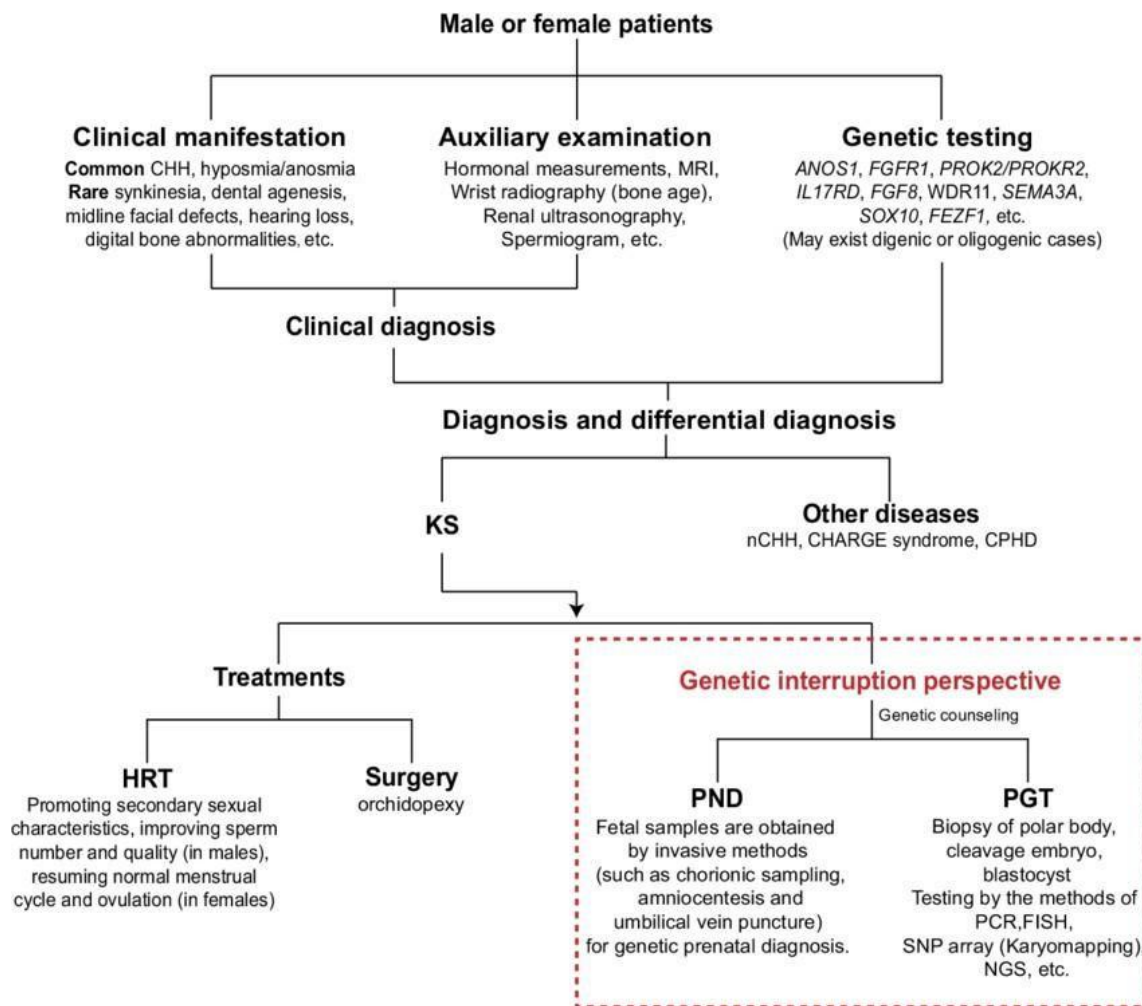 Male or female patients
Clinical manifestation
Common CHH, hyposmia/anosmia
Rare synkinesia, dental agenesis,
midline facial defects, hearing loss,
digital bone abnormalities, etc.
Auxiliary examination
Hormonal measurements, MRI,
Wrist radiography (bone age),
Renal ultrasonography,
Spermiogram, etc.
Genetic testing
ANOS1, FGFR1, PROK2/PROKR2,
IL17RD, FGF8, WDR11, SEMA3A,
SOX10, FEZF1, etc.
(May exist digenic or oligogenic cases)
Clinical diagnosis
Diagnosis and differential diagnosis
KS
Other diseases
nCHH, CHARGE syndrome, CPHD
Treatments
Genetic interruption perspective
Genetic counseling
HRT
Promoting secondary sexual
characteristics, improving sperm
number and quality (in males),
resuming normal menstrual
cycle and ovulation (in females)
Surgery
orchidopexy
PND
Fetal samples are obtained
by invasive methods
(such as chorionic sampling,
amniocentesis and
umbilical vein puncture)
for genetic prenatal diagnosis.
PGT
Biopsy of polar body,
cleavage embryo,
blastocyst
Testing by the methods of
PCR,FISH,
SNP array (Karyomapping)
NGS, etc.